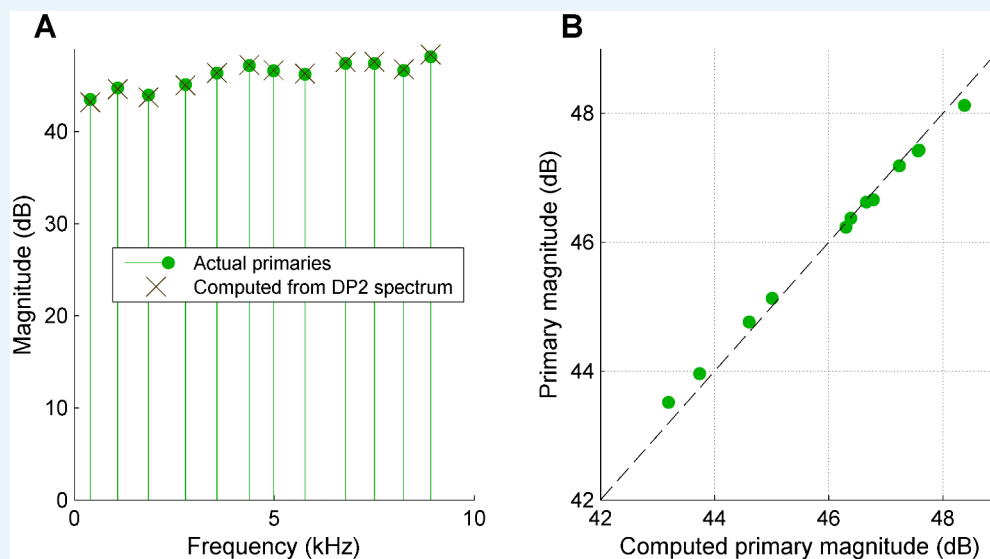 A
Magnitude (dB)
40
30
20
10
0
0
5
10
Frequency (kHz)
Actual primaries
Computed from DP2 spectrum
B
Primary magnitude (dB)
48
46
44
42
42
44
46
48
Computed primary magnitude (dB)